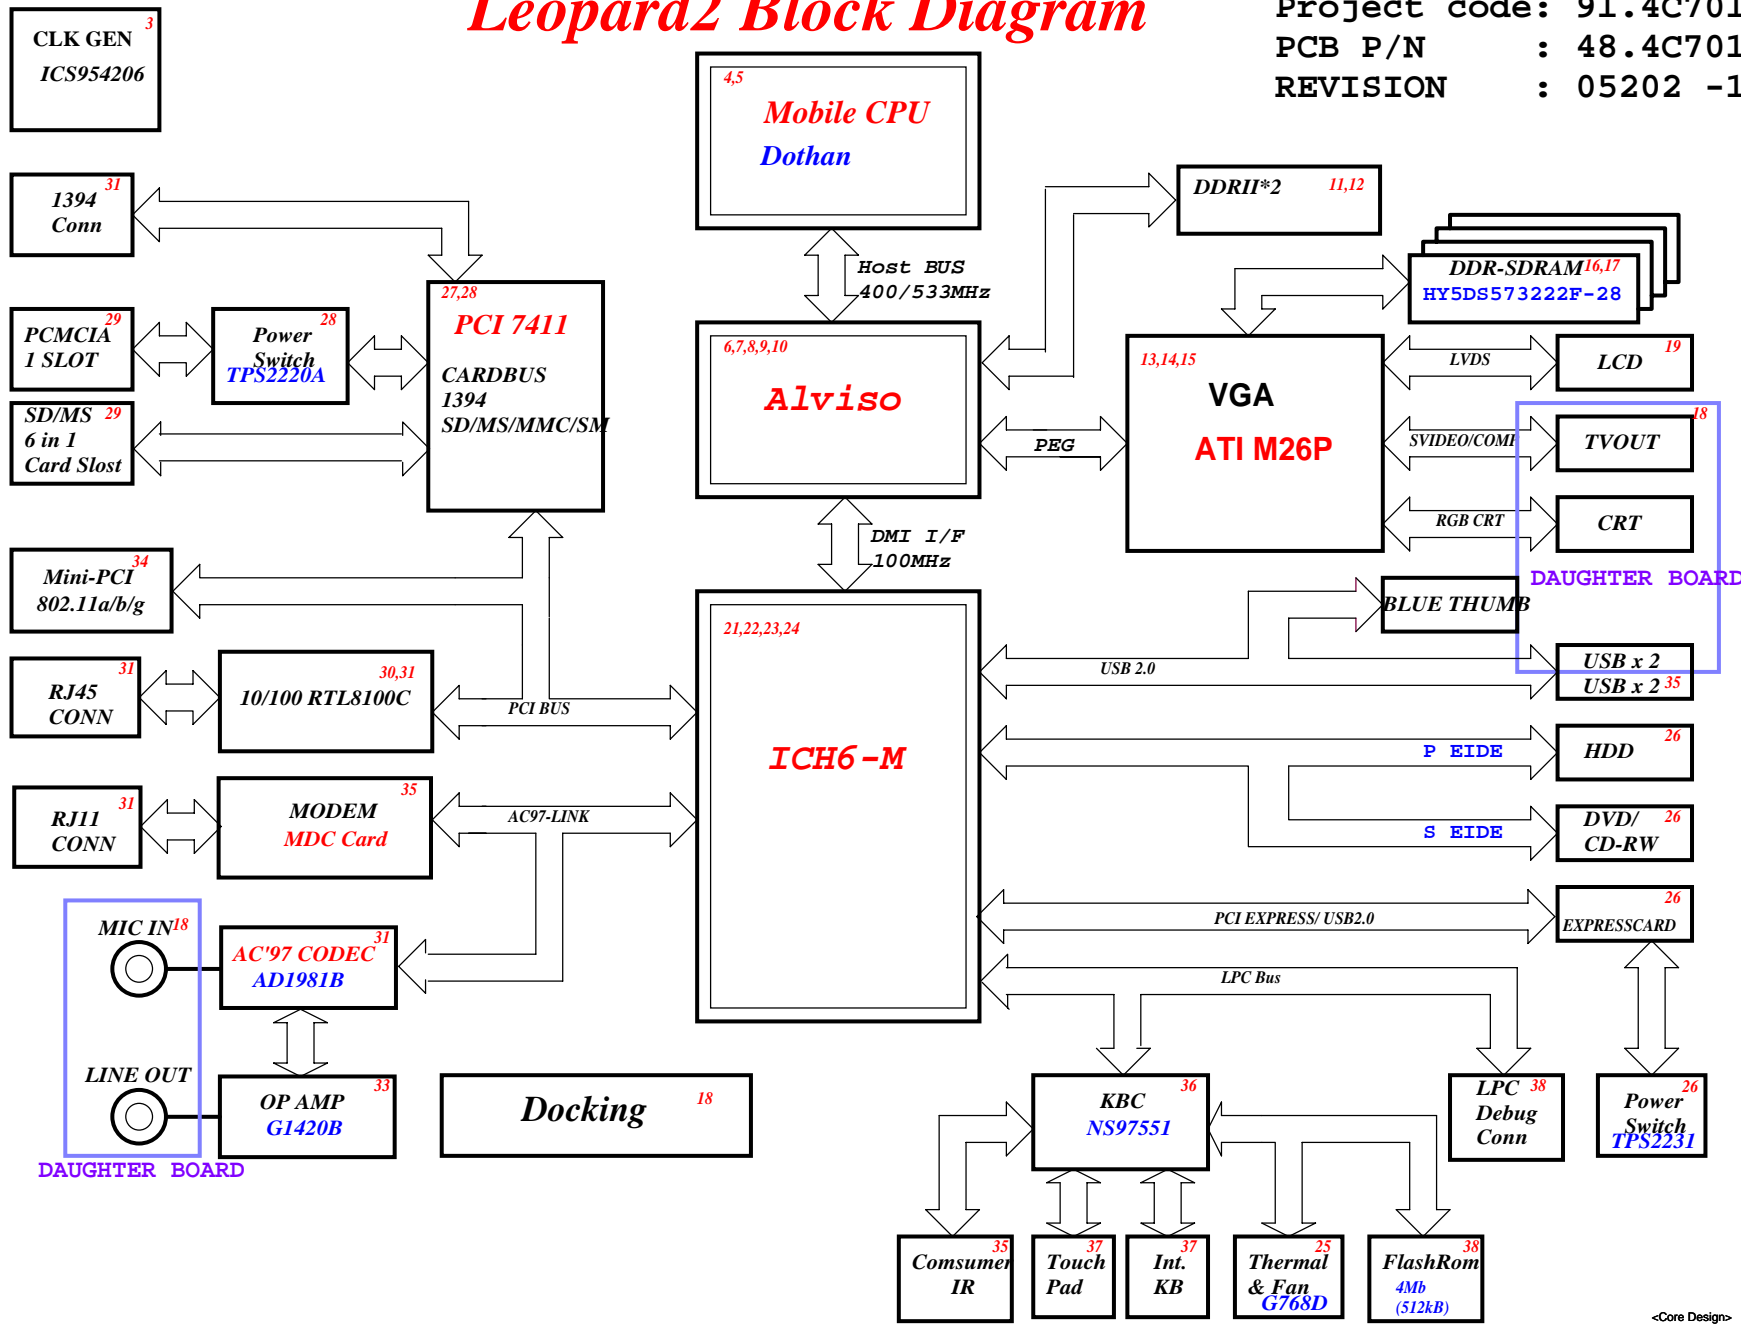 Leopard2 Block Diagram
Project code: 91.4C701
PCB P/N : 48.4C701
REVISION : 05202 -1
CLK GEN 3
ICS954206
4,5
Mobile CPU
Dothan
1394 31
Conn
DDRII*2 11,12
Host BUS
400/533MHz
DDR-SDRAM 16,17
HY5DS573222F-28
27,28
PCI 7411
CARDBUS
1394
SD/MS/MMC/SM
PCMCIA 29
1 SLOT
Power 28
Switch
TPS2220A
SD/MS 29
6 in 1
Card Slost
6,7,8,9,10
Alviso
PEG
13,14,15
VGA
ATI M26P
LVDS
LCD 19
SVIDEO/COMP
18
TVOUT
RGB CRT
CRT
DAUGHTER BOARD
DMI I/F
100MHz
Mini-PCI 34
802.11a/b/g
BLUE THUMB
21,22,23,24
ICH6-M
USB 2.0
USB x 2
USB x 2 35
RJ45 31
CONN
30,31
10/100 RTL8100C
PCI BUS
P EIDE
HDD 26
RJ11 31
CONN
MODEM 35
MDC Card
AC97-LINK
S EIDE
DVD/ 26
CD-RW
MIC IN 18
AC'97 CODEC 31
AD1981B
PCI EXPRESS/ USB2.0
26
EXPRESSCARD
LPC Bus
LINE OUT
OP AMP 33
G1420B
DAUGHTER BOARD
Docking 18
KBC 36
NS97551
LPC 38
Debug
Conn
Power 26
Switch
TPS2231
Comsumer 35
IR
Touch 37
Pad
Int. 37
KB
Thermal 25
& Fan
G768D
FlashRom 38
4Mb
(512kB)
<Core Design>